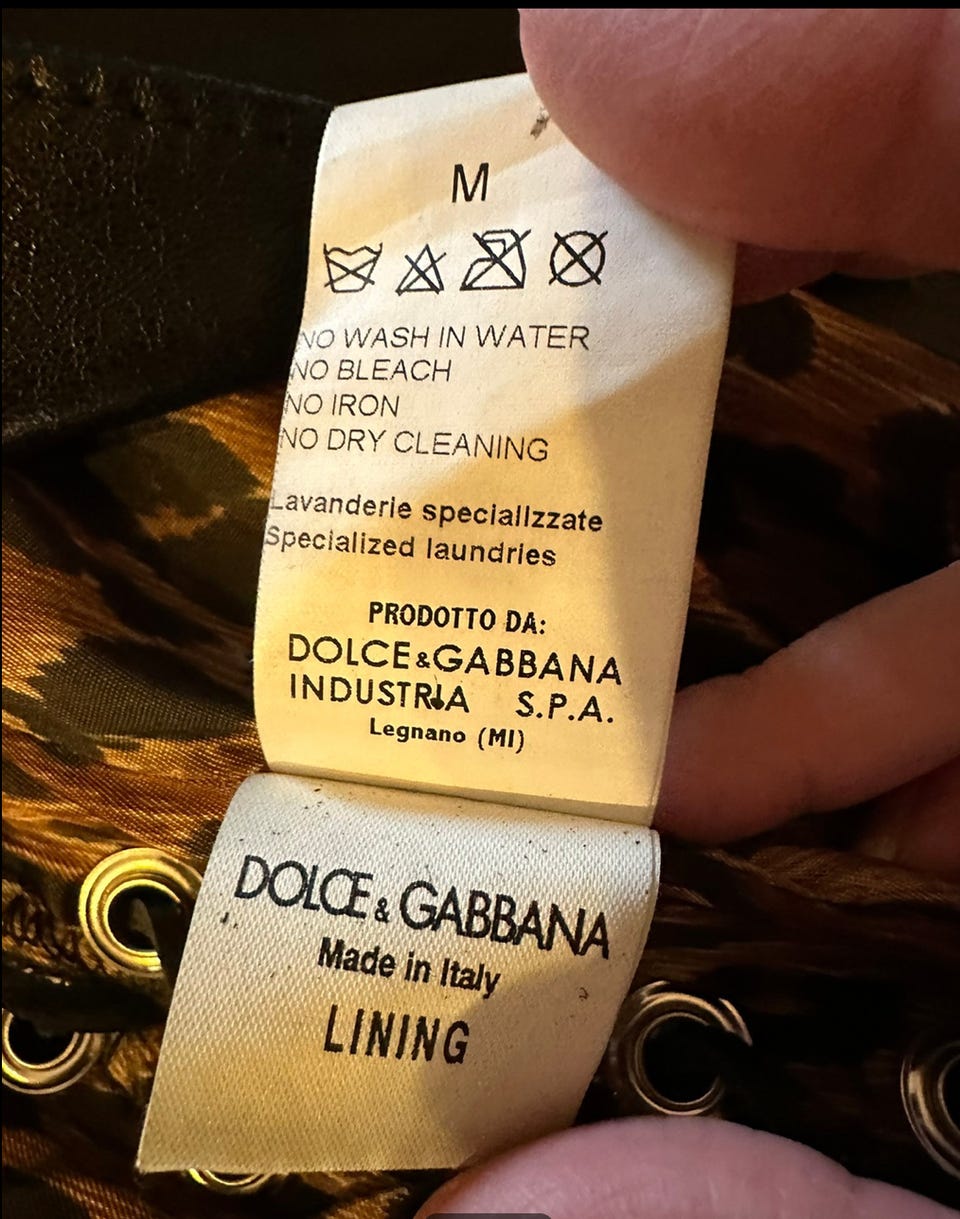 M
NO WASH IN WATER
NO BLEACH
NO IRON
NO DRY CLEANING
Lavanderie specializzate
Specialized laundries
PRODOTTO DA:
DOLCE&GABBANA
INDUSTRIA S.P.A.
Legnano (MI)
DOLCE&GABBANA
Made in Italy
LINING